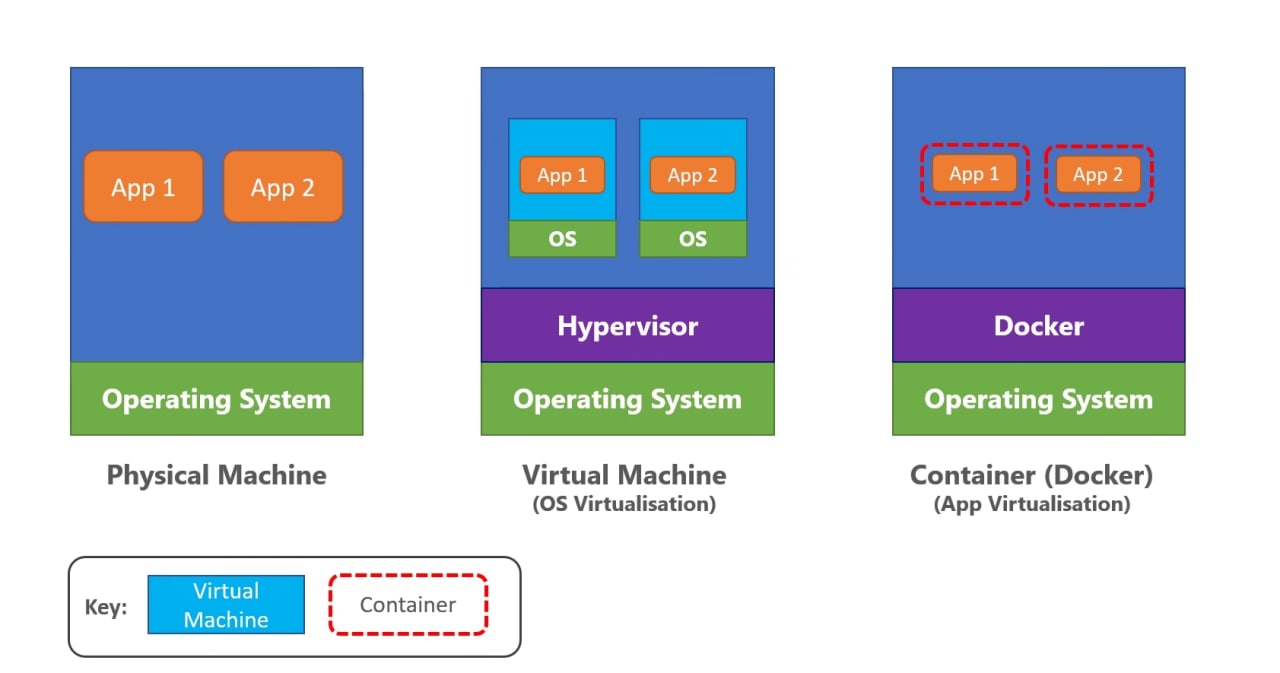 App 1
App 2
Operating System
Physical Machine
App 1
App 2
OS
OS
Hypervisor
Operating System
Virtual Machine
(OS Virtualisation)
App 1
App 2
Docker
Operating System
Container (Docker)
(App Virtualisation)
Key:
Virtual
Machine
Container